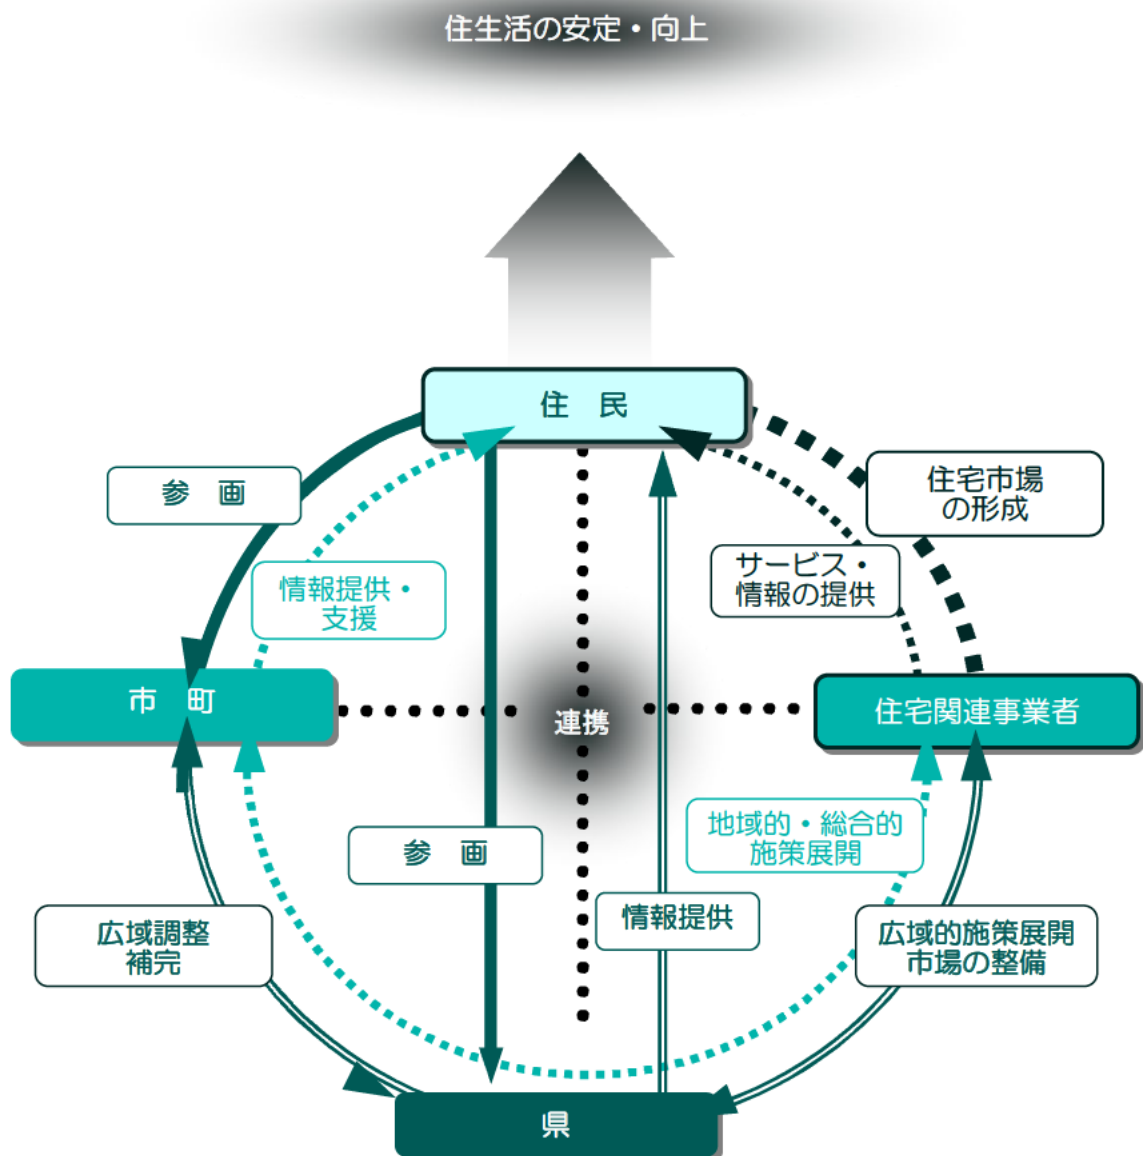 住生活の安定・向上
住　民
参　画
住宅市場
の形成
サービス・
情報の提供
情報提供・
支援
市　町
連携
住宅関連事業者
地域的・総合的
施策展開
参　画
情報提供
広域調整
補完
広域的施策展開
市場の整備
県